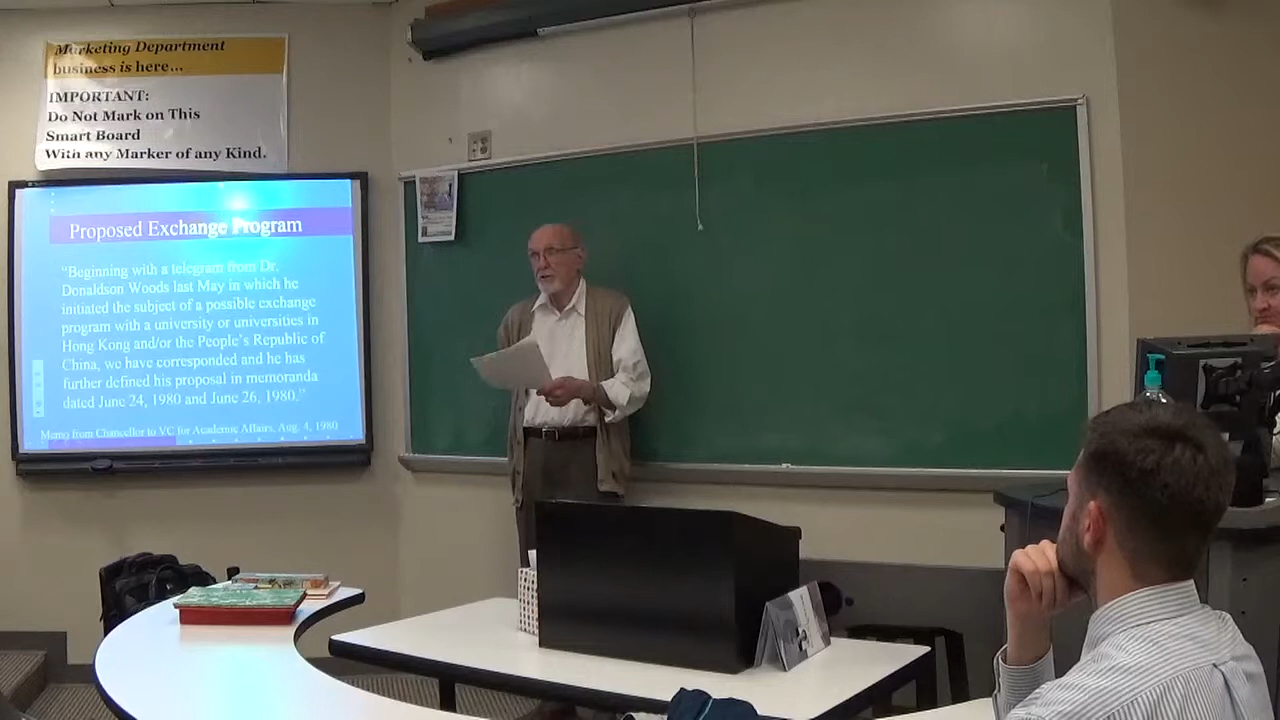 Marketing Department
business is here...
IMPORTANT:
Do Not Mark on This
Smart Board
With any Marker of any Kind.
Proposed Exchange Program
“Beginning with a telegram from Dr.
Donaldson Woods last May in which he
initiated the subject of a possible exchange
program with a university or universities in
Hong Kong and/or the People’s Republic of
China, we have corresponded and he has
further defined his proposal in memoranda
dated June 24, 1980 and June 26, 1980.”
Memo from Chancellor to VC for Academic Affairs, Aug. 4, 1980